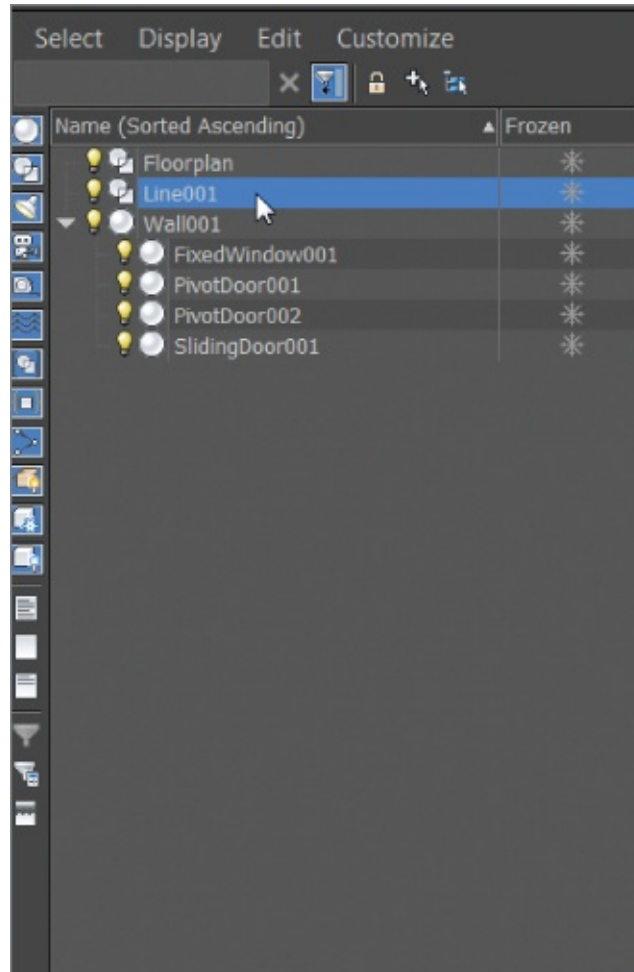 Select Display Edit Customize
Name (Sorted Ascending) Frozen
Floorplan
Line001
Wall001
FixedWindow001
PivotDoor001
PivotDoor002
SlidingDoor001